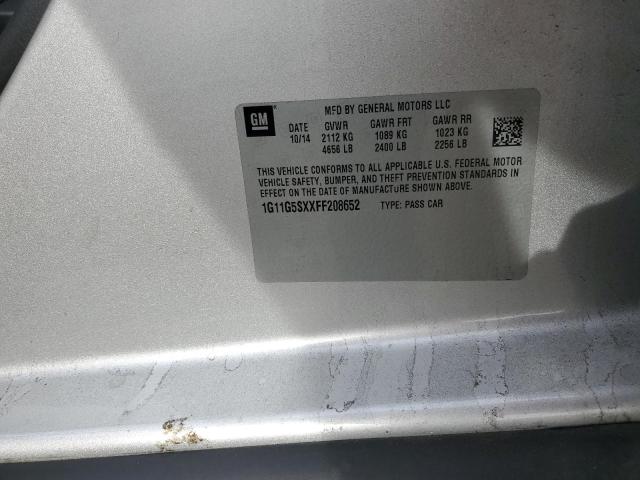 GM
MFD BY GENERAL MOTORS LLC
DATE GVWR GAWR FRT GAWR RR
10/14 2112 KG 1089 KG 1023 KG
4656 LB 2400 LB 2256 LB
THIS VEHICLE CONFORMS TO ALL APPLICABLE U.S. FEDERAL MOTOR
VEHICLE SAFETY, BUMPER, AND THEFT PREVENTION STANDARDS IN
EFFECT ON THE DATE OF MANUFACTURE SHOWN ABOVE.
1G11G5SXXFF208652 TYPE: PASS CAR